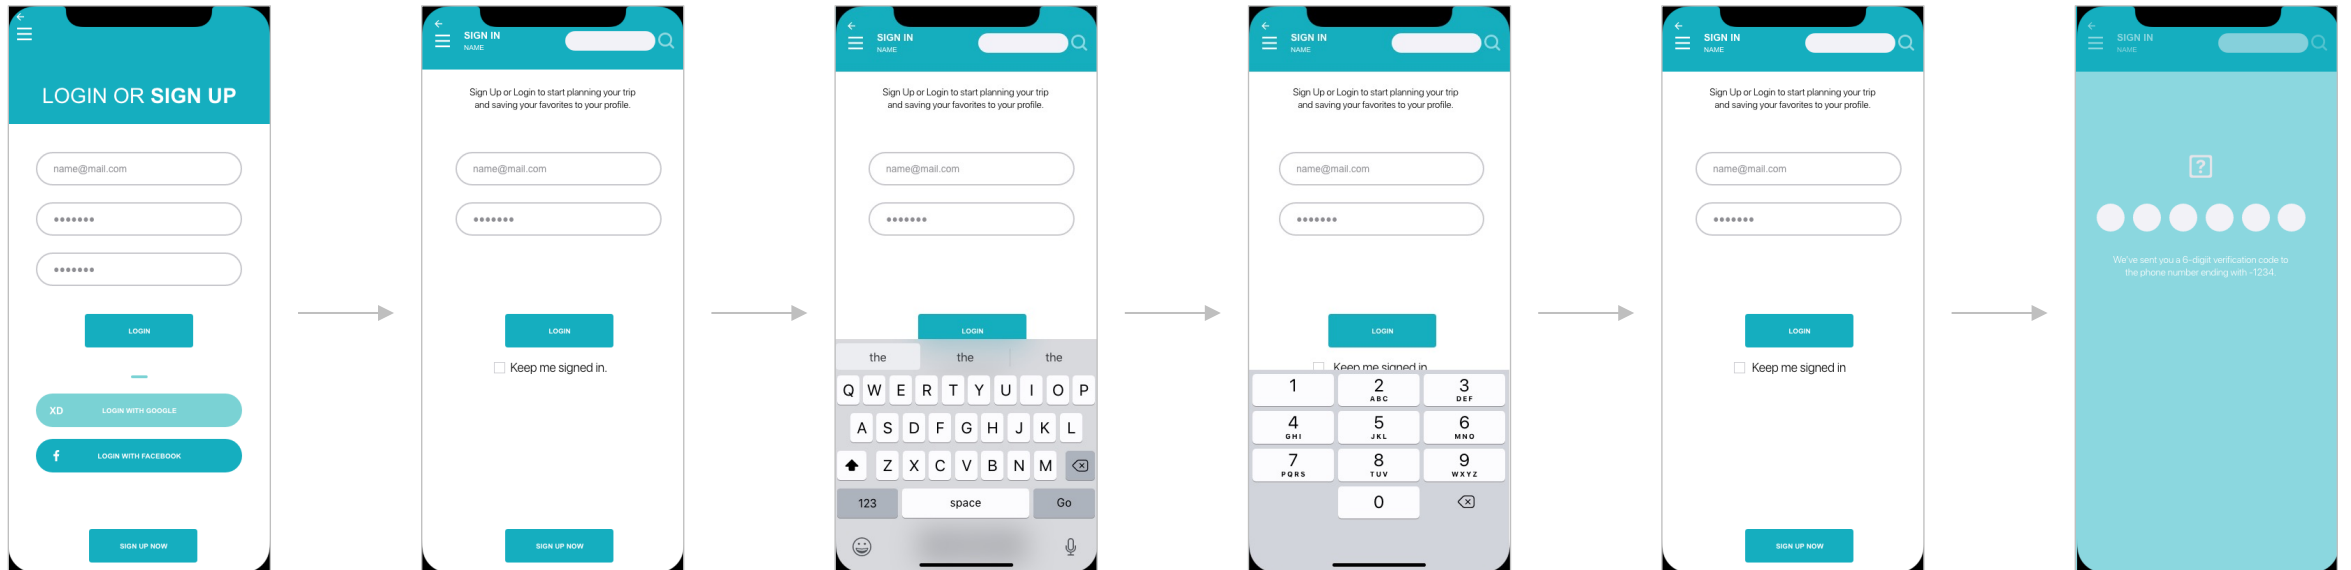 LOGIN OR SIGN UP
name@mail.com
•••••••
•••••••
LOGIN
XD LOGIN WITH GOOGLE
f LOGIN WITH FACEBOOK
SIGN UP NOW
SIGN IN
NAME
Sign Up or Login to start planning your trip
and saving your favorites to your profile.
name@mail.com
•••••••
LOGIN
Keep me signed in.
SIGN UP NOW
SIGN IN
NAME
Sign Up or Login to start planning your trip
and saving your favorites to your profile.
name@mail.com
•••••••
LOGIN
the the the
Q W E R T Y U I O P
A S D F G H J K L
Z X C V B N M
123 space Go
SIGN IN
NAME
Sign Up or Login to start planning your trip
and saving your favorites to your profile.
name@mail.com
•••••••
LOGIN
Keep me signed in
1 2 3
ABC DEF
4 5 6
GHI JKL MNO
7 8 9
PQRS TUV WXYZ
0
SIGN IN
NAME
Sign Up or Login to start planning your trip
and saving your favorites to your profile.
name@mail.com
•••••••
LOGIN
Keep me signed in
SIGN UP NOW
SIGN IN
NAME
?
We've sent you a 6-digit verification code to
the phone number ending with -1234.